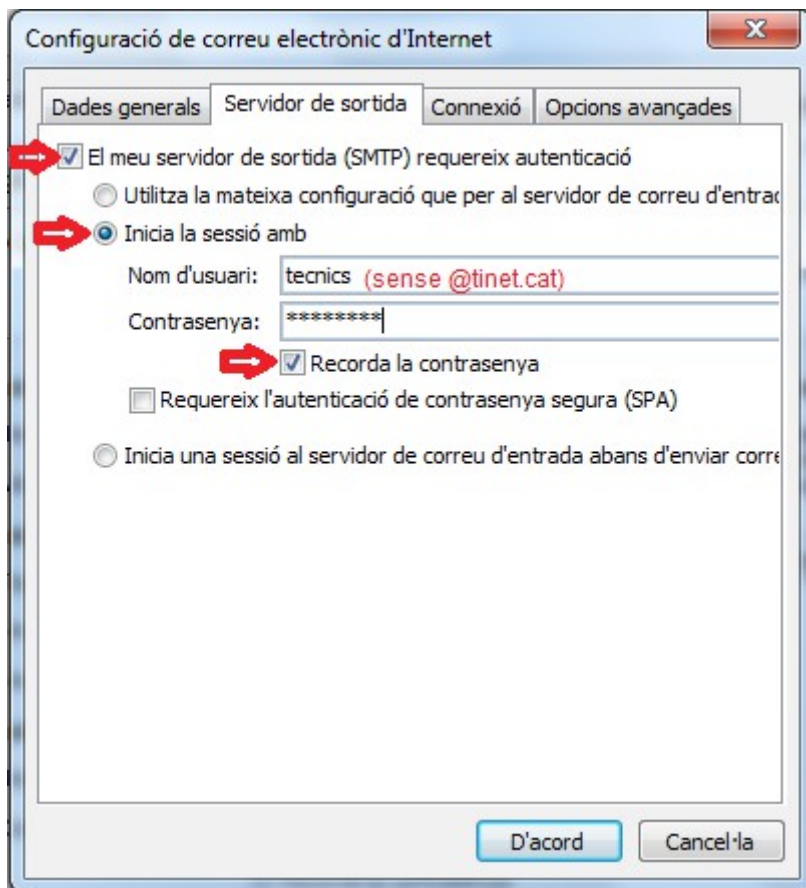 Configuració de correu electrònic d'Internet
Dades generals Servidor de sortida Connexió Opcions avançades
El meu servidor de sortida (SMTP) requereix autenticació
Utilitza la mateixa configuració que per al servidor de correu d'entrac
Inicia la sessió amb
Nom d'usuari: tecnics (sense @tinet.cat)
Contrasenya: ********
Recorda la contrasenya
Requereix l'autenticació de contrasenya segura (SPA)
Inicia una sessió al servidor de correu d'entrada abans d'enviar corre
D'acord Cancel·la